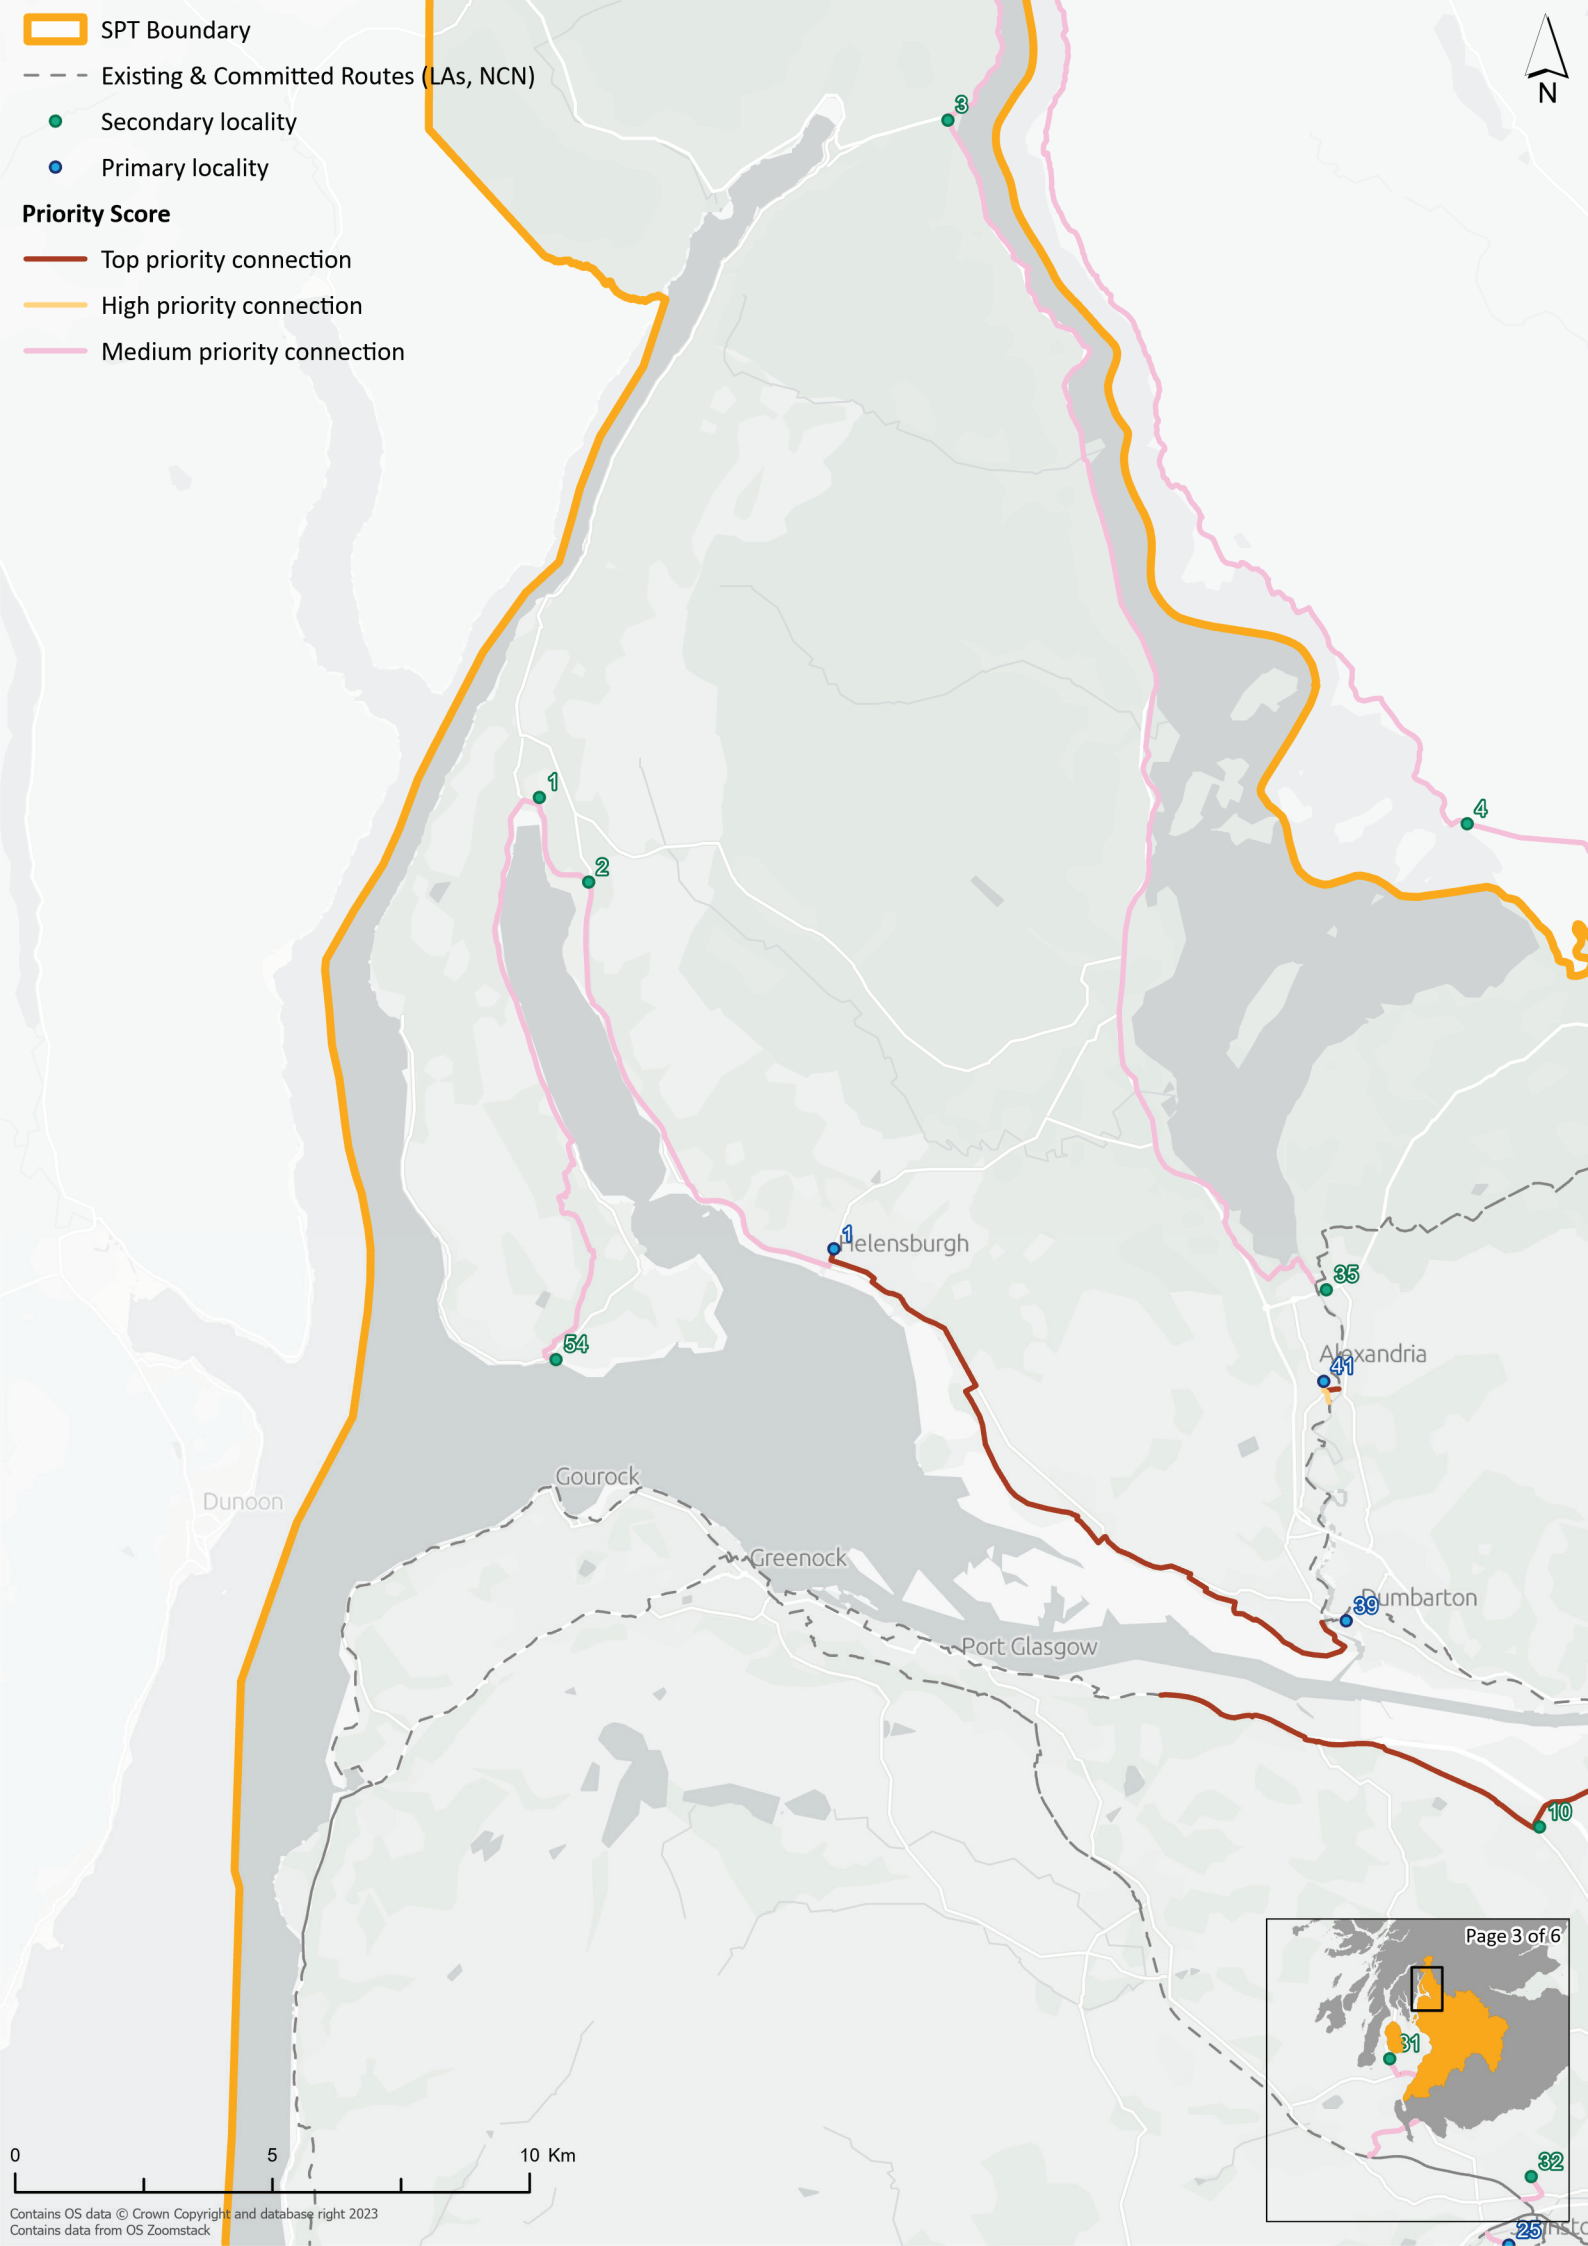 SPT Boundary
Existing & Committed Routes (LAs, NCN)
Secondary locality
Primary locality
Priority Score
Top priority connection
High priority connection
Medium priority connection
N
3
1
4
2
1
Helensburgh
35
54
Alexandria
41
Gourock
Dunoon
Greenock
39
Dumbarton
Port Glasgow
10
Page 3 of 6
31
0
5
10 Km
32
Contains OS data © Crown Copyright and database right 2023
Contains data from OS Zoomstack
25